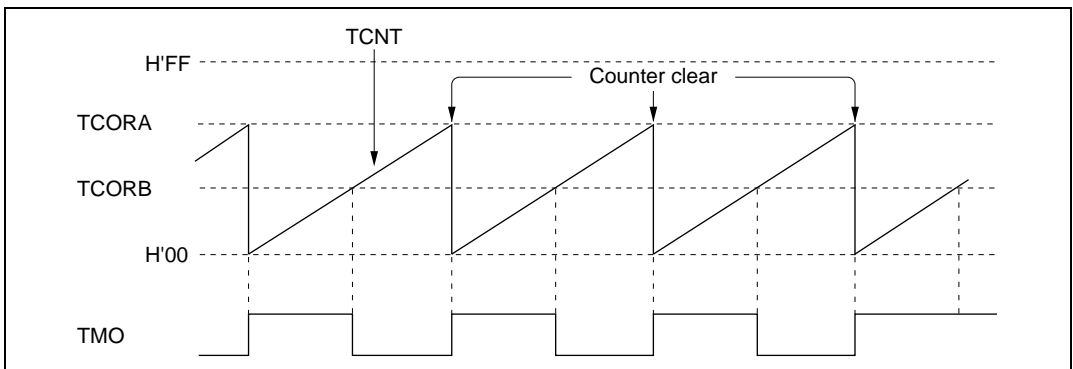 TCNT
H'FF
Counter clear
TCORA
TCORB
H'00
TMO